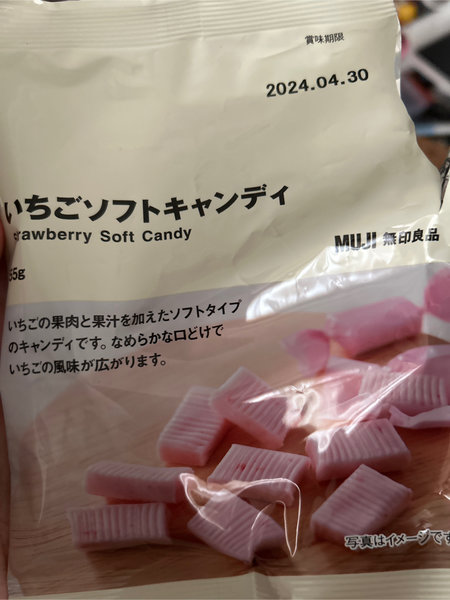 賞味期限
2024.04.30
いちごソフトキャンディ
Strawberry Soft Candy
MUJI 無印良品
いちごの果肉と果汁を加えたソフトタイプ
のキャンディです。なめらかな口どけで
いちごの風味が広がります。
写真はイメージです